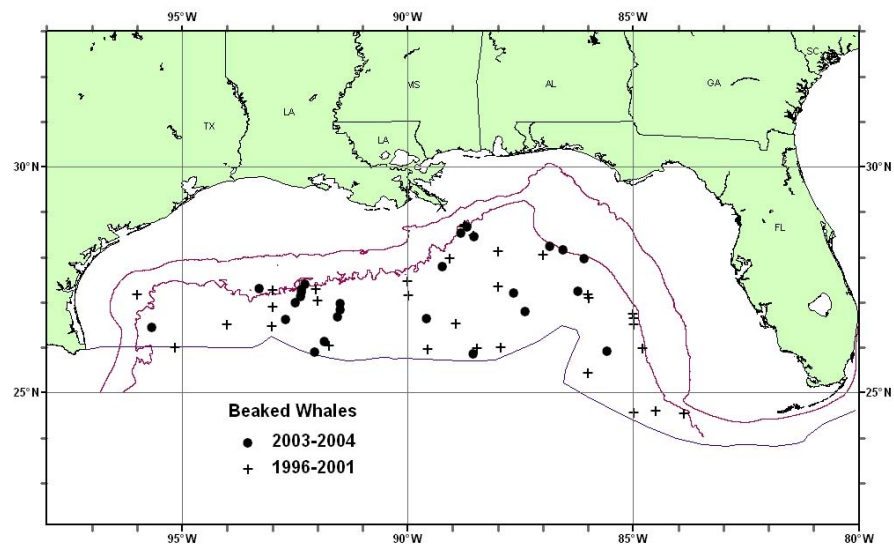 95°W 90°W 85°W 80°W
SC
MS AL GA
LA
TX
LA
30°N 30°N
FL
25°N 25°N
Beaked Whales
2003-2004
1996-2001
95°W 90°W 85°W 80°W